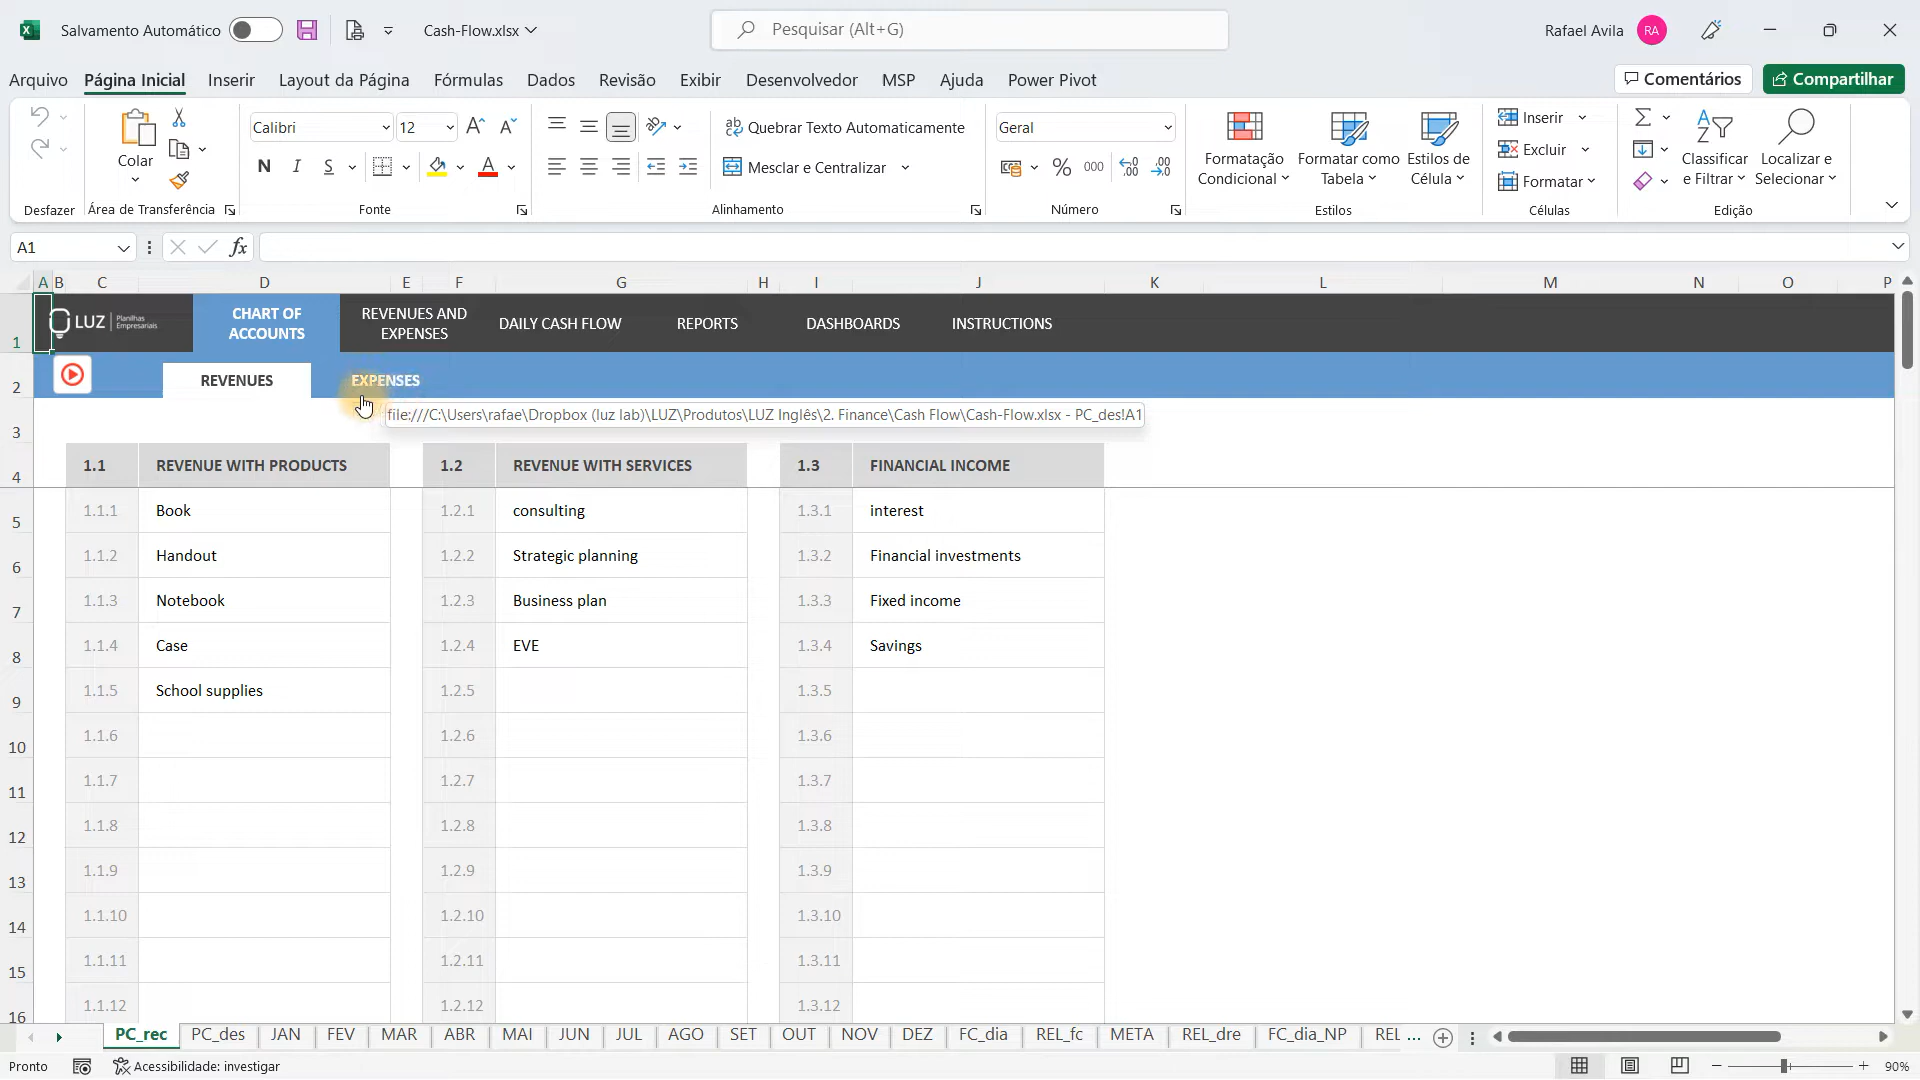 Salvamento Automático
Cash-Flow.xlsx
Pesquisar (Alt+G)
Rafael Avila
RA
Arquivo
Página Inicial
Inserir
Layout da Página
Fórmulas
Dados
Revisão
Exibir
Desenvolvedor
MSP
Ajuda
Power Pivot
Comentários
Compartilhar
Colar
Calibri
12
N
I
S
Quebrar Texto Automaticamente
Mesclar e Centralizar
Geral
%
000
Formatação
Condicional
Formatar como
Tabela
Estilos de
Célula
Inserir
Excluir
Formatar
Classificar
e Filtrar
Localizar e
Selecionar
Desfazer
Área de Transferência
Fonte
Alinhamento
Número
Estilos
Células
Edição
A1
fx
A B C D E F G H I J K L M N O P
LUZ
Planilhas
Empresariais
CHART OF
ACCOUNTS
REVENUES AND
EXPENSES
DAILY CASH FLOW
REPORTS
DASHBOARDS
INSTRUCTIONS
1
2
REVENUES
EXPENSES
file:///C:\Users\rafae\Dropbox (luz lab)\LUZ\Produtos\LUZ Inglês\2. Finance\Cash Flow\Cash-Flow.xlsx - PC_des!A1
3
4 1.1 REVENUE WITH PRODUCTS 1.2 REVENUE WITH SERVICES 1.3 FINANCIAL INCOME
5 1.1.1 Book 1.2.1 consulting 1.3.1 interest
6 1.1.2 Handout 1.2.2 Strategic planning 1.3.2 Financial investments
7 1.1.3 Notebook 1.2.3 Business plan 1.3.3 Fixed income
8 1.1.4 Case 1.2.4 EVE 1.3.4 Savings
9 1.1.5 School supplies 1.2.5 1.3.5
10 1.1.6 1.2.6 1.3.6
11 1.1.7 1.2.7 1.3.7
12 1.1.8 1.2.8 1.3.8
13 1.1.9 1.2.9 1.3.9
14 1.1.10 1.2.10 1.3.10
15 1.1.11 1.2.11 1.3.11
16 1.1.12 1.2.12 1.3.12
PC_rec PC_des JAN FEV MAR ABR MAI JUN JUL AGO SET OUT NOV DEZ FC_dia REL_fc META REL_dre FC_dia_NP REL ...
Pronto
Acessibilidade: investigar
90%